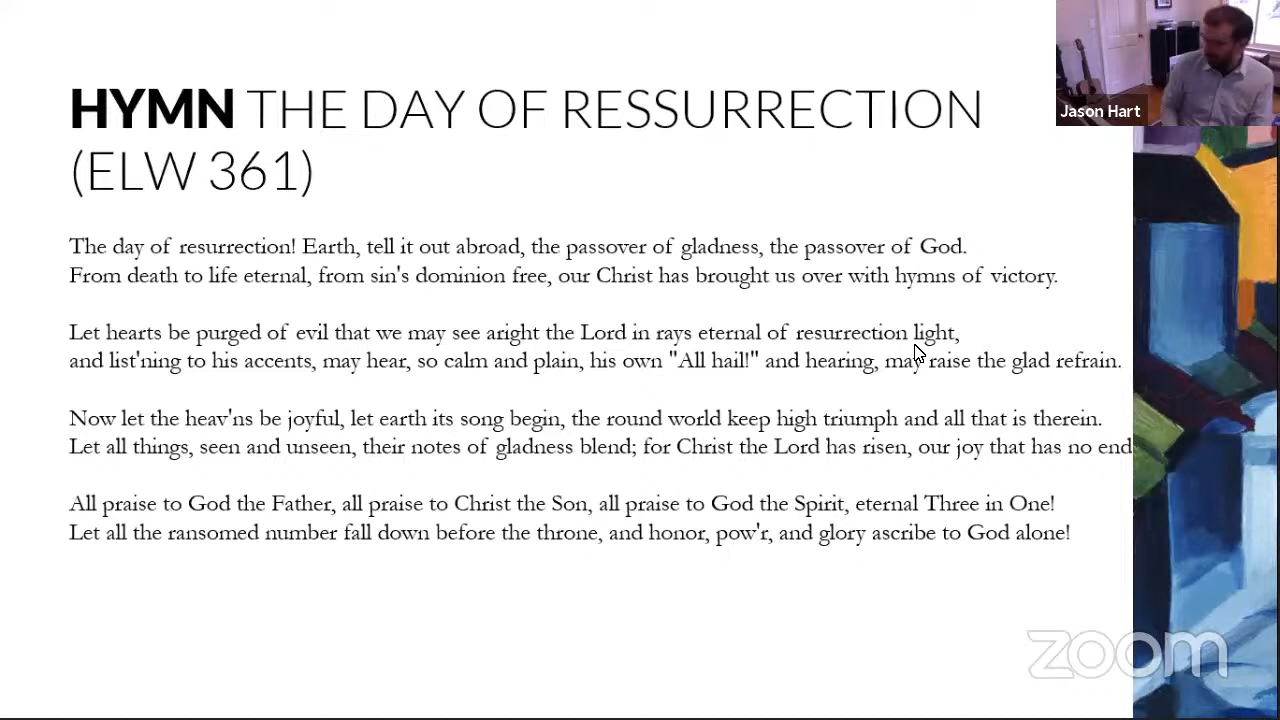 HYMN THE DAY OF RESSURRECTION
(ELW 361)
The day of resurrection! Earth, tell it out abroad, the passover of gladness, the passover of God.
From death to life eternal, from sin's dominion free, our Christ has brought us over with hymns of victory.
Let hearts be purged of evil that we may see aright the Lord in rays eternal of resurrection light,
and list'ning to his accents, may hear, so calm and plain, his own "All hail!" and hearing, may raise the glad refrain.
Now let the heav'ns be joyful, let earth its song begin, the round world keep high triumph and all that is therein.
Let all things, seen and unseen, their notes of gladness blend; for Christ the Lord has risen, our joy that has no end
All praise to God the Father, all praise to Christ the Son, all praise to God the Spirit, eternal Three in One!
Let all the ransomed number fall down before the throne, and honor, pow'r, and glory ascribe to God alone!
Jason Hart
zoom